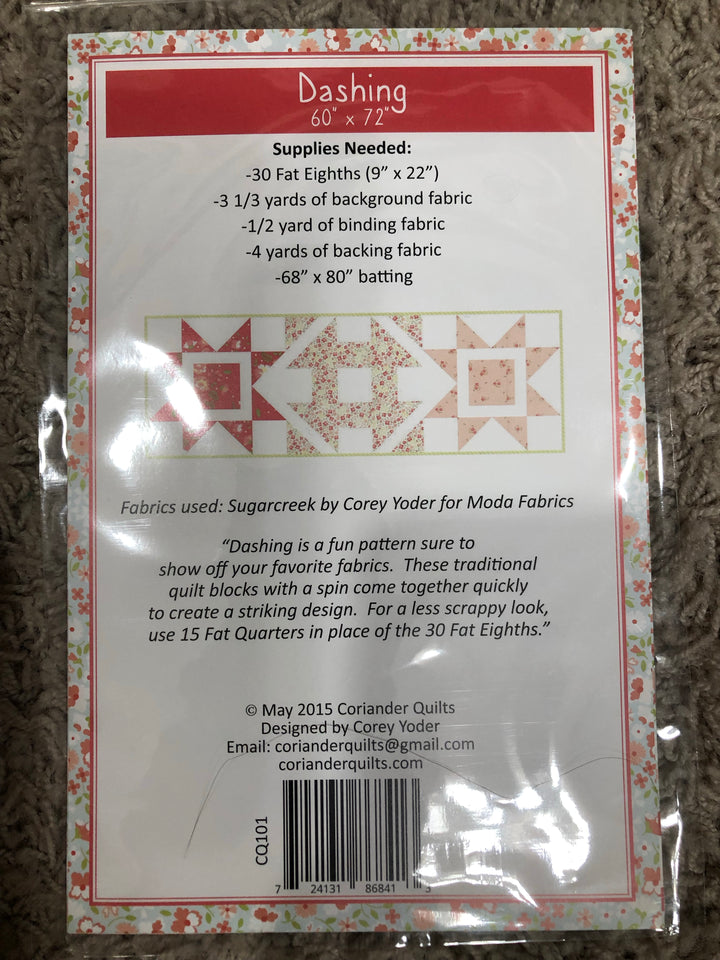 Dashing
60" x 72"
Supplies Needed:
-30 Fat Eighths (9” x 22”)
-3 1/3 yards of background fabric
-1/2 yard of binding fabric
-4 yards of backing fabric
-68” x 80” batting
Fabrics used: Sugarcreek by Corey Yoder for Moda Fabrics
“Dashing is a fun pattern sure to
show off your favorite fabrics. These traditional
quilt blocks with a spin come together quickly
to create a striking design. For a less scrappy look,
use 15 Fat Quarters in place of the 30 Fat Eighths.”
© May 2015 Coriander Quilts
Designed by Corey Yoder
Email: corianderquilts@gmail.com
corianderquilts.com
CQ101
7 24131 86841 3